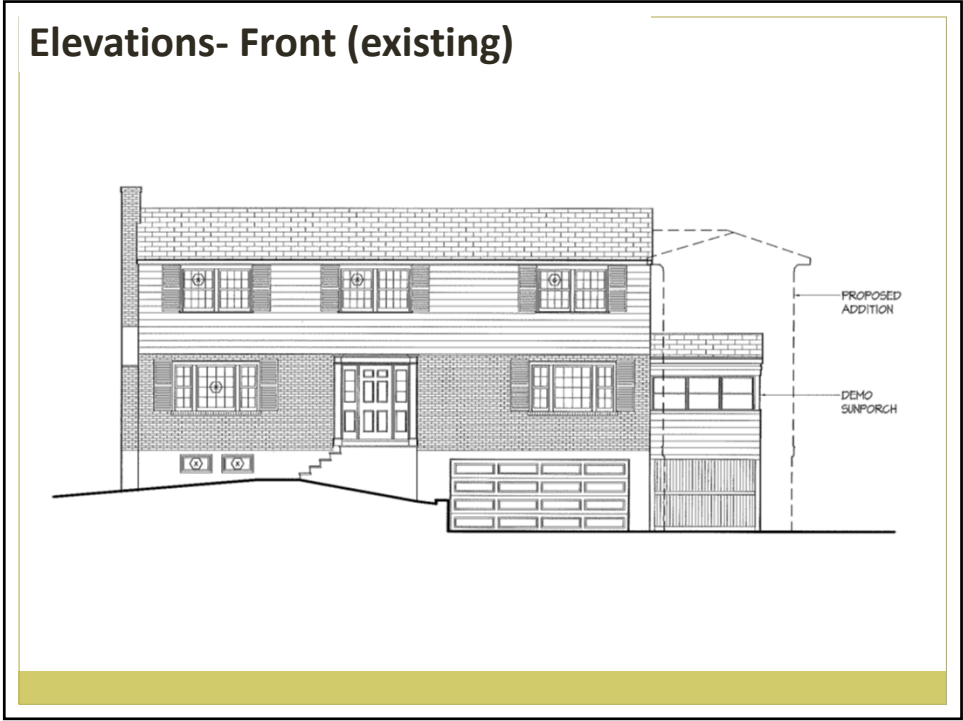 Elevations- Front (existing)
PROPOSED
ADDITION
DEMO
SUNPORCH